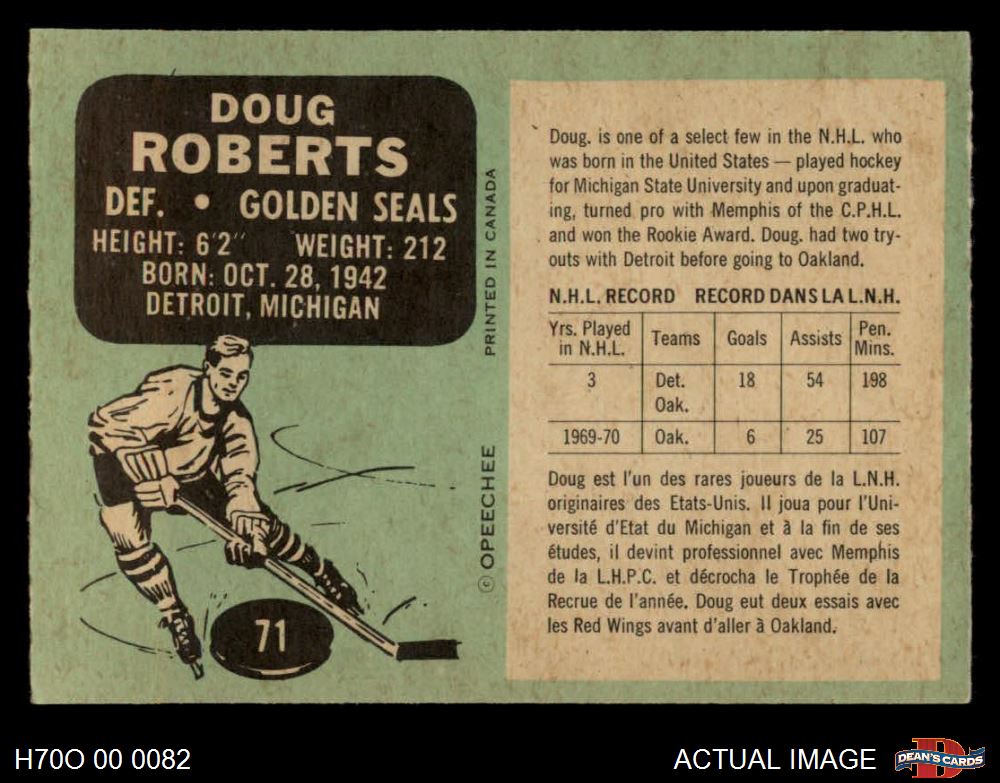 DOUG
ROBERTS
DEF. • GOLDEN SEALS
HEIGHT: 6'2" WEIGHT: 212
BORN: OCT. 28, 1942
DETROIT, MICHIGAN
71
© OPEECHEE PRINTED IN CANADA
Doug. is one of a select few in the N.H.L. who
was born in the United States — played hockey
for Michigan State University and upon graduat-
ing, turned pro with Memphis of the C.P.H.L.
and won the Rookie Award. Doug. had two try-
outs with Detroit before going to Oakland.
N.H.L. RECORD RECORD DANS LA L.N.H.
Yrs. Played in N.H.L. Teams Goals Assists Pen. Mins.
3 Det. Oak. 18 54 198
1969-70 Oak. 6 25 107
Doug est l'un des rares joueurs de la L.N.H.
originaires des Etats-Unis. Il joua pour l'Uni-
versité d'Etat du Michigan et à la fin de ses
études, il devint professionnel avec Memphis
de la L.H.P.C. et décrocha le Trophée de la
Recrue de l'année. Doug eut deux essais avec
les Red Wings avant d'aller à Oakland.
H70O 00 0082
ACTUAL IMAGE
D
DEAN'S CARDS